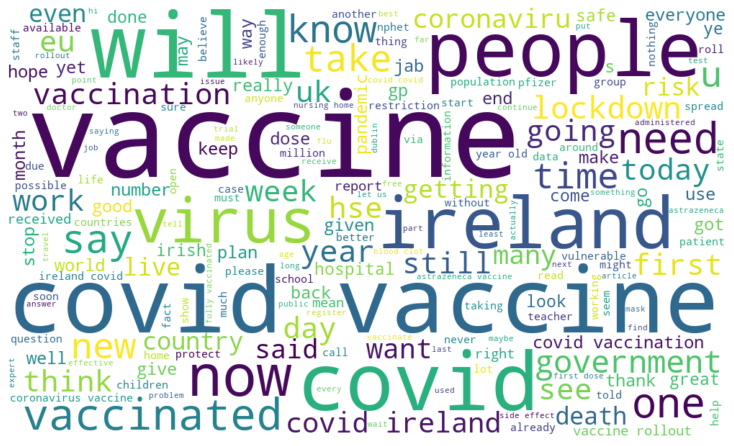 hi
even
done
another
best
staff
available
rollout
eu
may
believe
way
likely
enough
nphet
thing
far
put
yet
hope
will
know
take
coronaviru
safe
everyone
ye
nothing
roll
test
people
vaccination
really
uk
jab
covid covid
nursing home
gp
pandemic
population
pfizer
s
group
restriction
start
spread
risk
u
point
doctor
issue
sure
anyone
end
continue
lockdown
two
saying
job
month
vaccine
keep
dose
million
trial
made
someone
flu
receive
dublin
via
information
year old
data
around
administered
going
make
need
state
due
possible
life
open
number
case
must
report
let us
free
without
time
come
today
work
received
countries
good
week
getting
go
use
something
astrazeneca
stop
virus
tell
hse
given
better
part
ireland
least
actually
got
patient
say
irish
plan
year
still
many
vulnerable
might
article
next
first
world
live
please
hospital
age
blood clot
astrazeneca vaccine
read
ireland covid
soon
travel
answer
fact
show
much
fully vaccinated
long
public
school
register
back
mean
day
taking
look
teacher
seem
working
mask
find
covid vaccine
question
new
country
said
call
want
never
last
maybe
right
lot
covid vaccination
well
home
protect
give
think
expert
effective
children
coronavirus vaccine
problem
now
covid
vaccinate
every
wait
used
see
government
thank
great
first dose
told
help
one
vaccinated
covid ireland
side effect
already
death
vaccine rollout